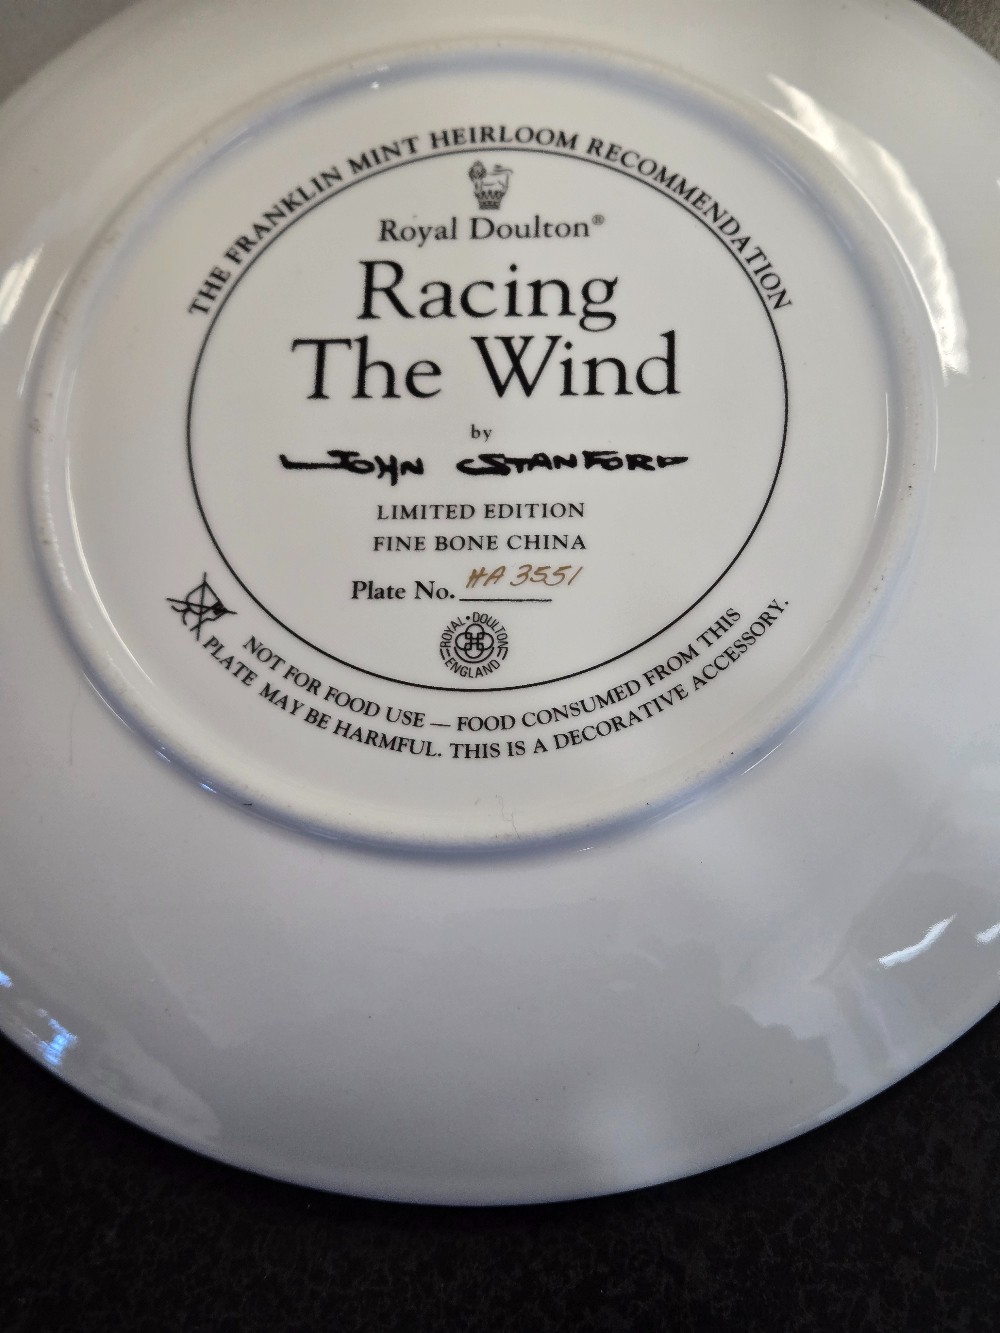 THE FRANKLIN MINT HEIRLOOM RECOMMENDATION
Royal Doulton®
Racing
The Wind
by
JOHN STANFORD
LIMITED EDITION
FINE BONE CHINA
Plate No. HA 3551
ROYAL • DOULTON
ENGLAND
NOT FOR FOOD USE — FOOD CONSUMED FROM THIS
PLATE MAY BE HARMFUL. THIS IS A DECORATIVE ACCESSORY.